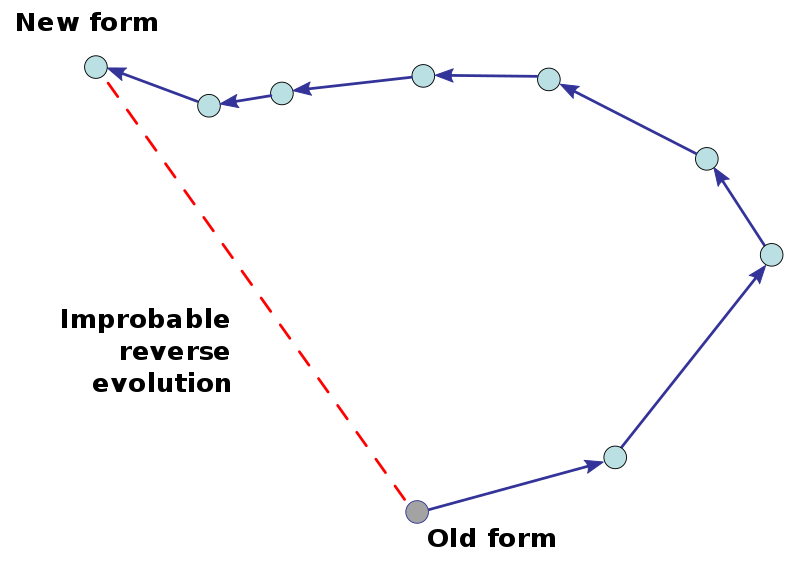 New form
Improbable
reverse
evolution
Old form